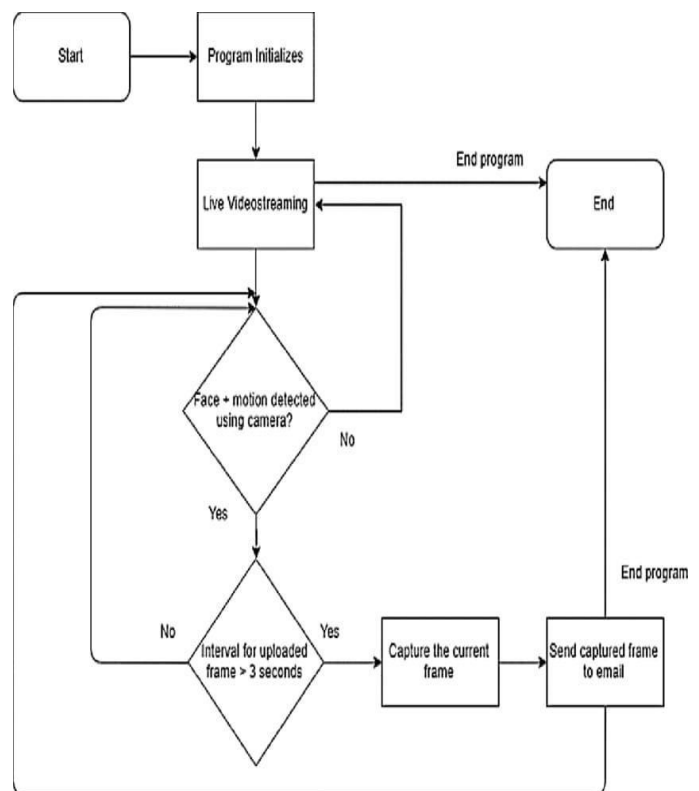 Start
Program Initializes
Live Videostreaming
End program
End
Face + motion detected
using camera?
No
Yes
End program
No
Interval for uploaded
frame > 3 seconds
Yes
Capture the current
frame
Send captured frame
to email